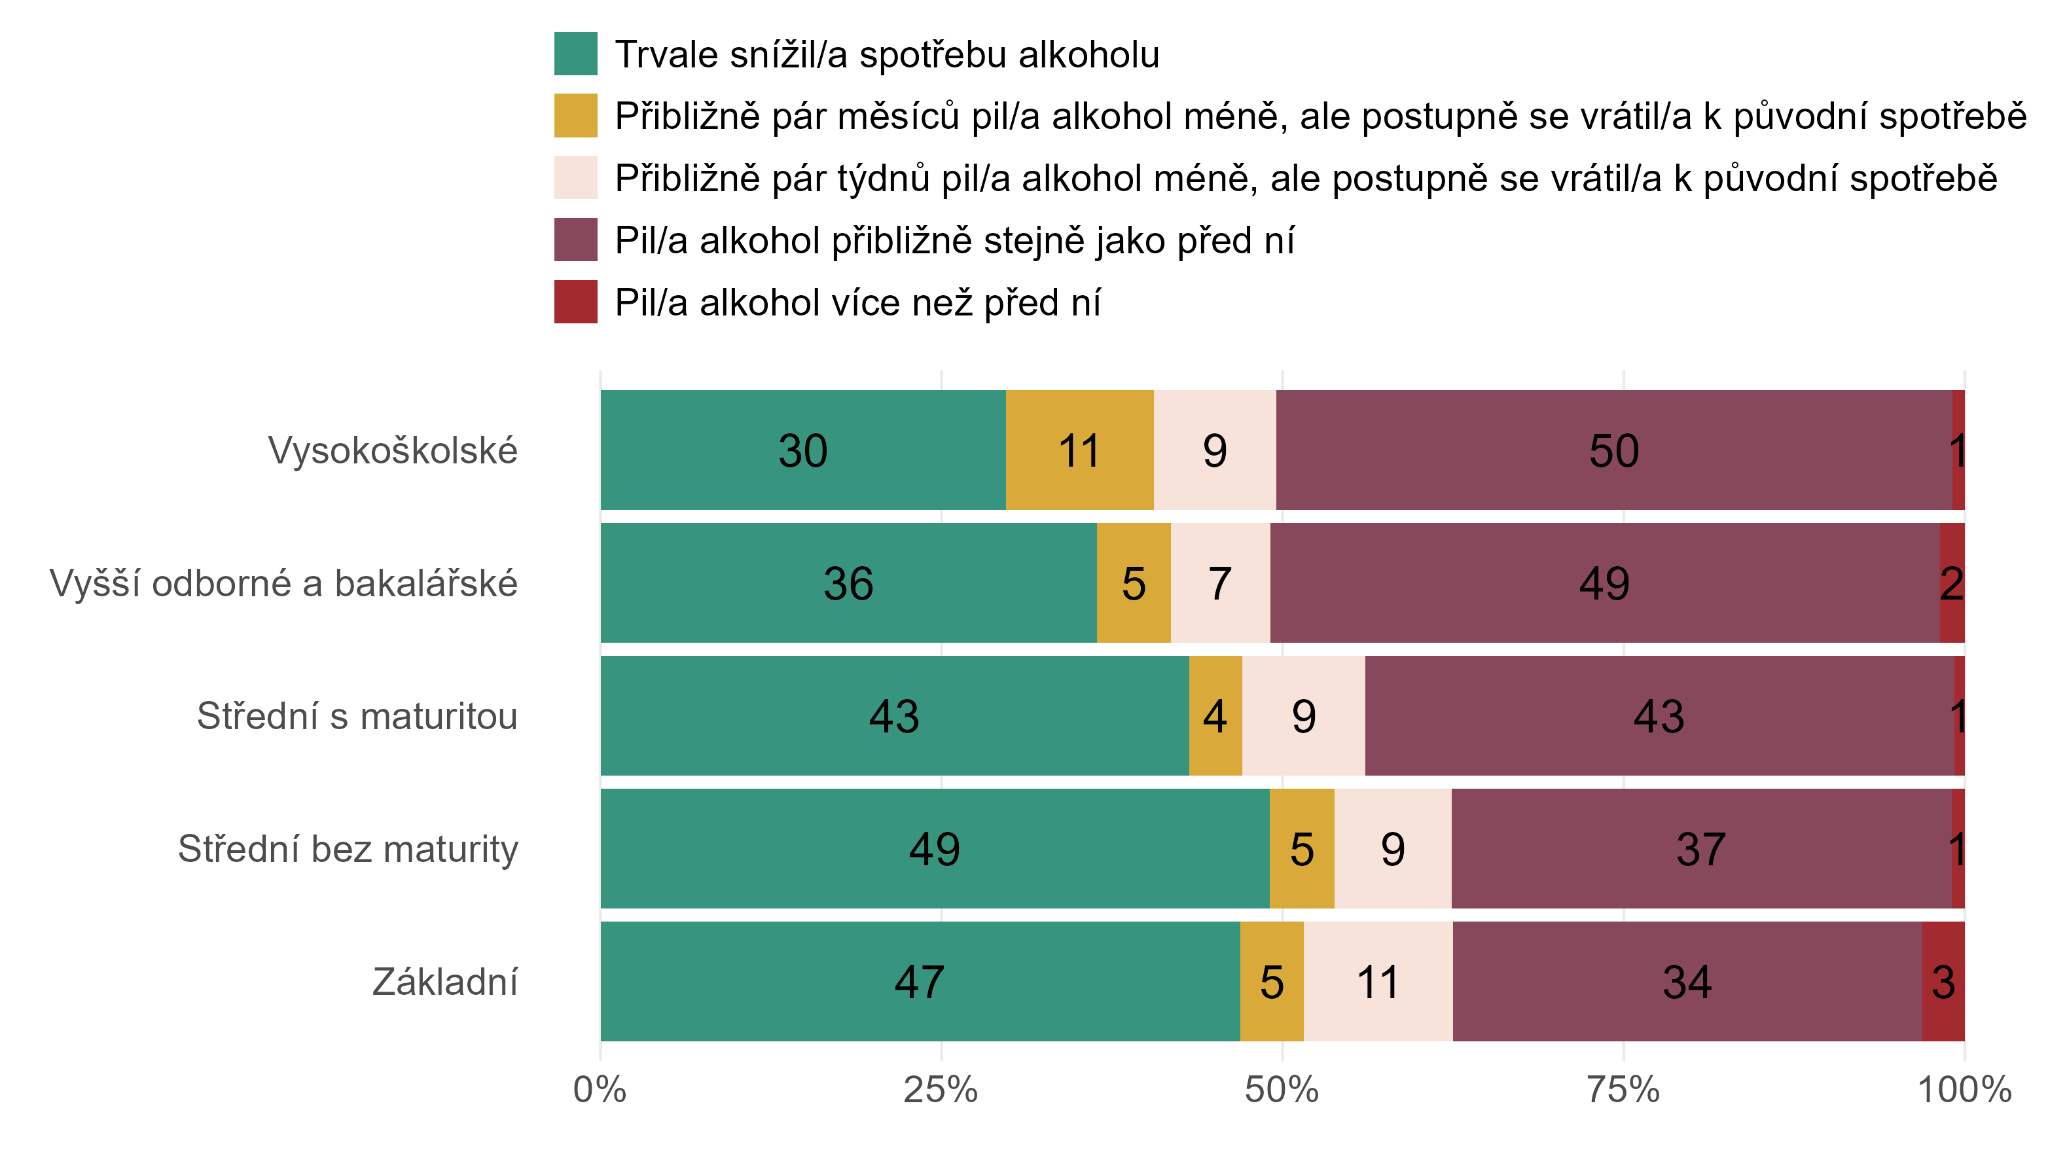 Trvale snížil/a spotřebu alkoholu
Přibližně pár měsíců pil/a alkohol méně, ale postupně se vrátil/a k původní spotřebě
Přibližně pár týdnů pil/a alkohol méně, ale postupně se vrátil/a k původní spotřebě
Pil/a alkohol přibližně stejně jako před ní
Pil/a alkohol více než před ní
Vysokoškolské 30 11 9 50 1
Vyšší odborné a bakalářské 36 5 7 49 2
Střední s maturitou 43 4 9 43 1
Střední bez maturity 49 5 9 37 1
Základní 47 5 11 34 3
0% 25% 50% 75% 100%